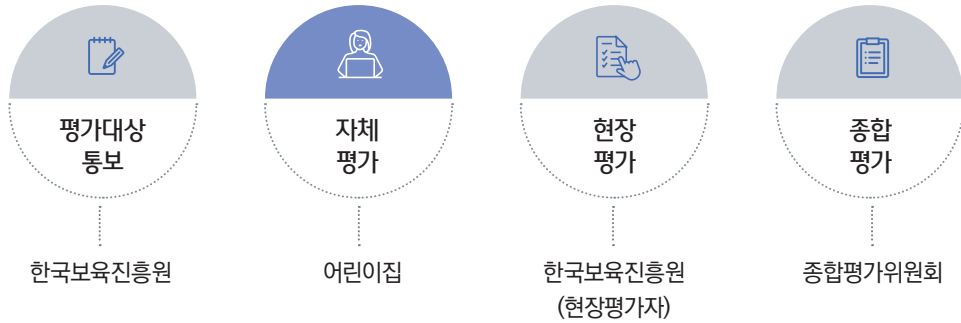 평가대상
통보
한국보육진흥원
자체
평가
어린이집
현장
평가
한국보육진흥원
(현장평가자)
종합
평가
종합평가위원회